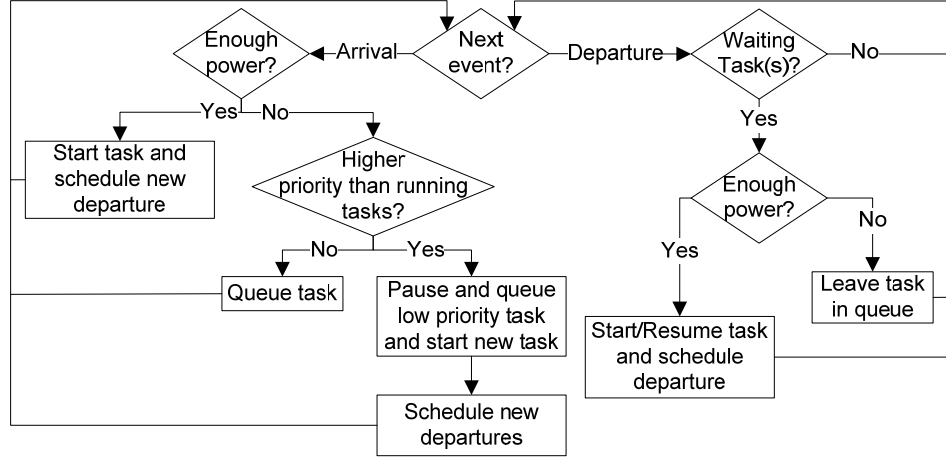 Enough
power?
Arrival
Next
event?
Departure
Waiting
Task(s)?
No
Yes
No
Yes
Start task and
schedule new
departure
Higher
priority than running
tasks?
Enough
power?
No
Yes
Yes
No
Queue task
Pause and queue
low priority task
and start new task
Leave task
in queue
Start/Resume task
and schedule
departure
Schedule new
departures